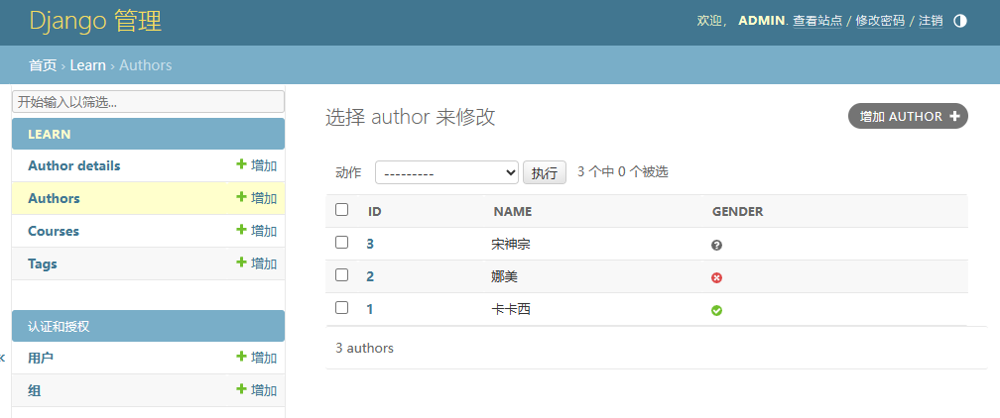 Django 管理
欢迎， ADMIN. 查看站点 / 修改密码 / 注销
首页 › Learn › Authors
开始输入以筛选...
LEARN
Author details 增加
Authors 增加
Courses 增加
Tags 增加
认证和授权
用户 增加
组 增加
选择 author 来修改
增加 AUTHOR
动作 --------- 执行 3 个中 0 个被选
ID NAME GENDER
3 宋神宗
2 娜美
1 卡卡西
3 authors